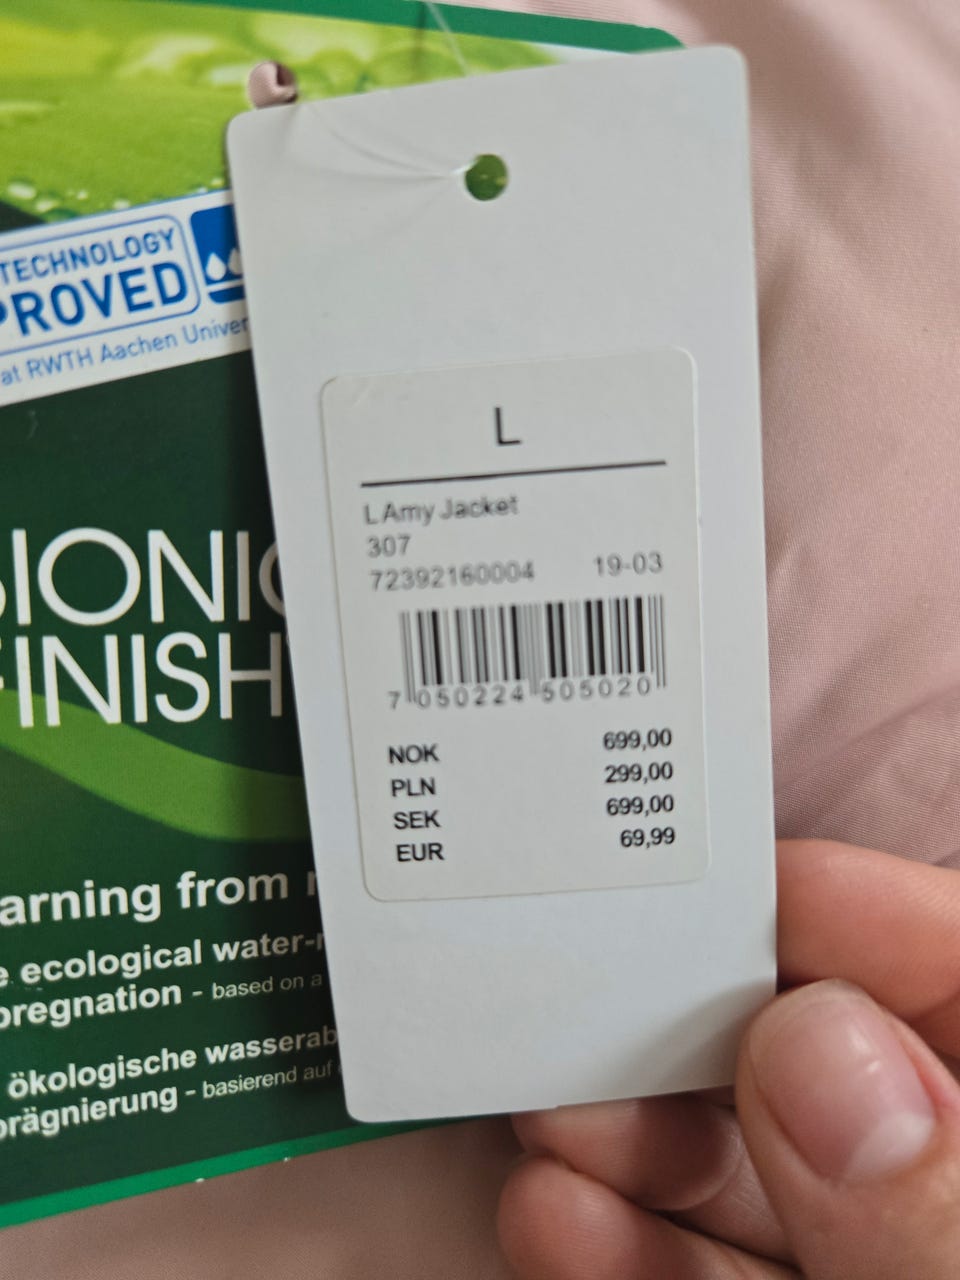 TECHNOLOGY
PROVED
at RWTH Aachen Univer
BIONIC
FINISH
arning from
e ecological water-r
pregnation - based on a
ökologische wasserab
prägnierung - basierend auf
L
L Amy Jacket
307
72392160004 19-03
7 050224 505020
NOK 699,00
PLN 299,00
SEK 699,00
EUR 69,99